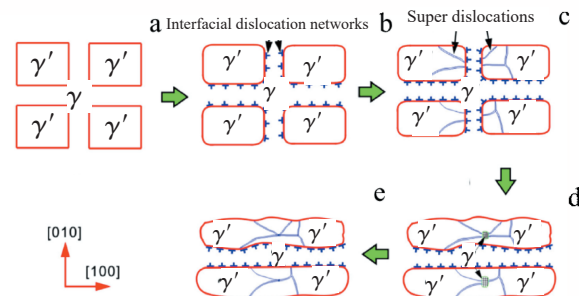 a Interfacial dislocation networks b Super dislocations c
γ′ γ′ γ′ γ′ γ′ γ′
γ γ γ
γ′ γ′ γ′ γ′ γ′ γ′
e d
γ′ γ′ γ′ γ′
[010] γ γ
γ′ γ′ γ′ γ′
[100]